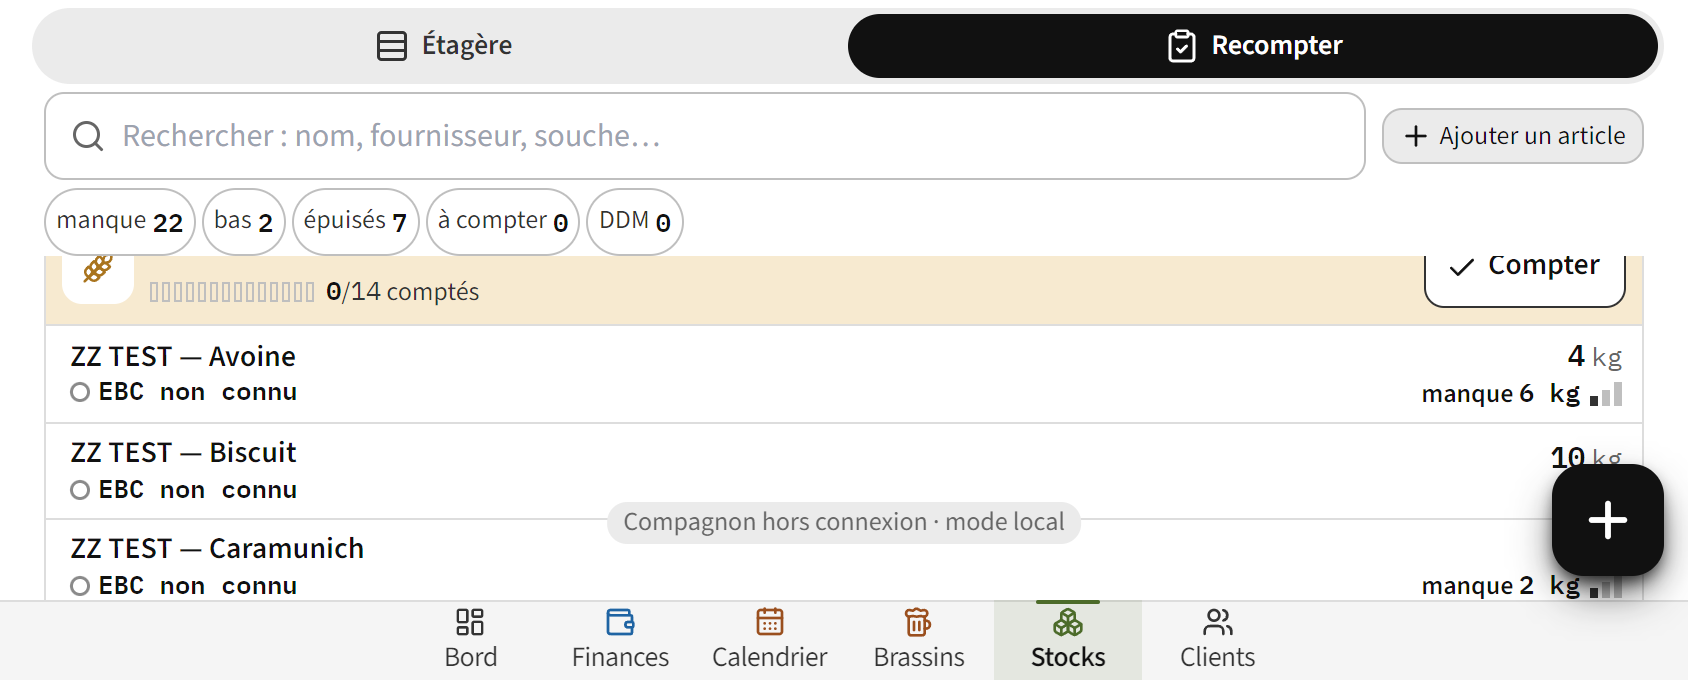 Étagère
Recompter
Rechercher : nom, fournisseur, souche…
Ajouter un article
manque 22
bas 2
épuisés 7
à compter 0
DDM 0
Compter
0/14 comptés
ZZ TEST — Avoine
4 kg
EBC non connu
manque 6 kg
ZZ TEST — Biscuit
10 kg
EBC non connu
Compagnon hors connexion · mode local
ZZ TEST — Caramunich
EBC non connu
manque 2 kg
Bord
Finances
Calendrier
Brassins
Stocks
Clients